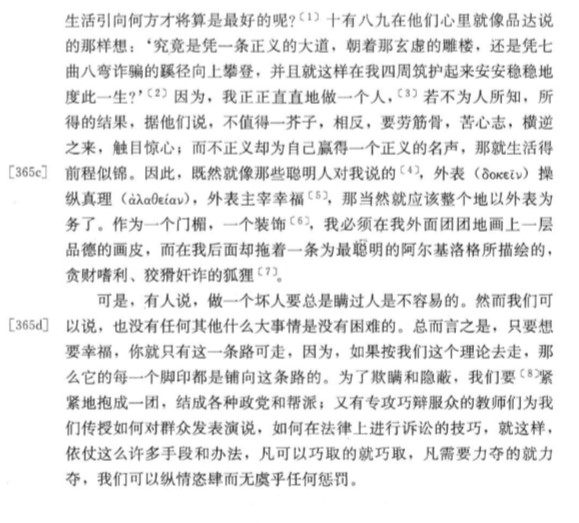 生活引向何方才将算是最好的呢?〔1〕十有八九在他们心里就像品达说
的那样想：‘究竟是凭一条正义的大道，朝着那玄虚的雕楼，还是凭七
曲八弯诈骗的蹊径向上攀登，并且就这样在我四周筑护起来安安稳稳地
度此一生?’〔2〕因为，我正正直直地做一个人，〔3〕若不为人所知，所
得的结果，据他们说，不值得一芥子，相反，要劳筋骨，苦心志，横逆
之来，触目惊心；而不正义却为自己赢得一个正义的名声，那就生活得
[365c] 前程似锦。因此，既然就像那些聪明人对我说的〔4〕，外表（δοκεῖν）操
纵真理（ἀλαθείαν），外表主宰幸福〔5〕，那当然就应该整个地以外表为
务了。作为一个门楣，一个装饰〔6〕，我必须在我外面团团地画上一层
品德的画皮，而在我后面却拖着一条为最聪明的阿尔基洛格所描绘的，
贪财嗜利、狡猾奸诈的狐狸〔7〕。
可是，有人说，做一个坏人要总是瞒过人是不容易的。然而我们可
[365d] 以说，也没有任何其他什么大事情是没有困难的。总而言之是，只要想
要幸福，你就只有这一条路可走，因为，如果按我们这个理论去走，那
么它的每一个脚印都是铺向这条路的。为了欺瞒和隐蔽，我们要〔8〕紧
紧地抱成一团，结成各种政党和帮派；又有专攻巧辩服众的教师们为我
们传授如何对群众发表演说，如何在法律上进行诉讼的技巧，就这样，
依仗这么许多手段和办法，凡可以巧取的就巧取，凡需要力夺的就力
夺，我们可以纵情恣肆而无虞乎任何惩罚。